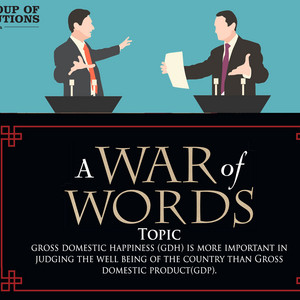 OUP OF
UTIONS
A WAR of
WORDS
TOPIC
GROSS DOMESTIC HAPPINESS (GDH) IS MORE IMPORTANT IN
JUDGING THE WELL BEING OF THE COUNTRY THAN GROSS
DOMESTIC PRODUCT(GDP).